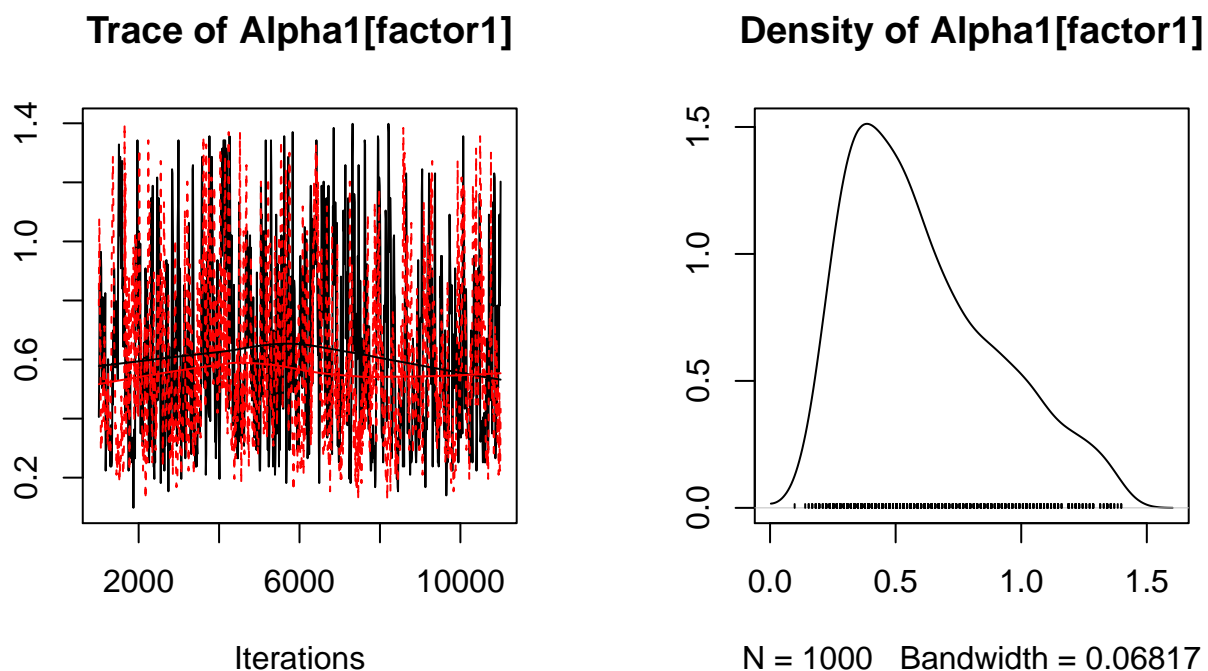 Trace of Alpha1[factor1]
1.4
1.0
0.6
0.2
2000 6000 10000
Iterations
Density of Alpha1[factor1]
1.5
1.0
0.5
0.0
0.0 0.5 1.0 1.5
N = 1000 Bandwidth = 0.06817